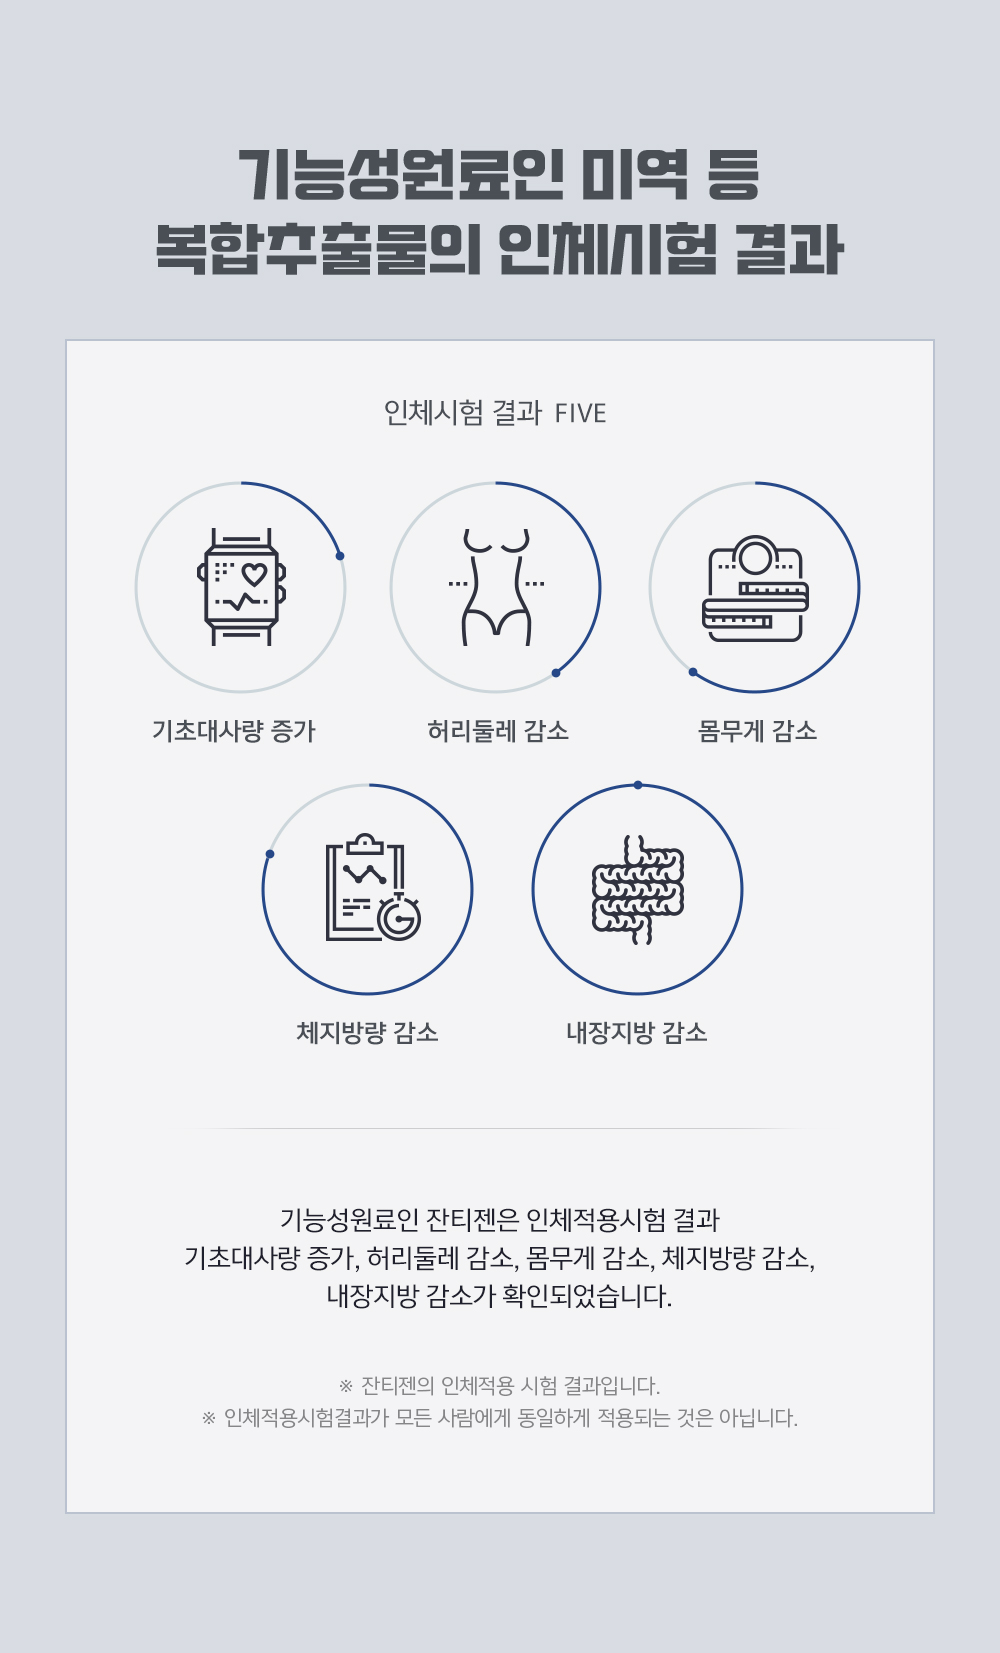 기능성원료인 미역 등
복합추출물의 인체시험 결과
인체시험 결과 FIVE
기초대사량 증가
허리둘레 감소
몸무게 감소
체지방량 감소
내장지방 감소
기능성원료인 잔티젠은 인체적용시험 결과
기초대사량 증가, 허리둘레 감소, 몸무게 감소, 체지방량 감소,
내장지방 감소가 확인되었습니다.
※ 잔티젠의 인체적용 시험 결과입니다.
※ 인체적용시험결과가 모든 사람에게 동일하게 적용되는 것은 아닙니다.